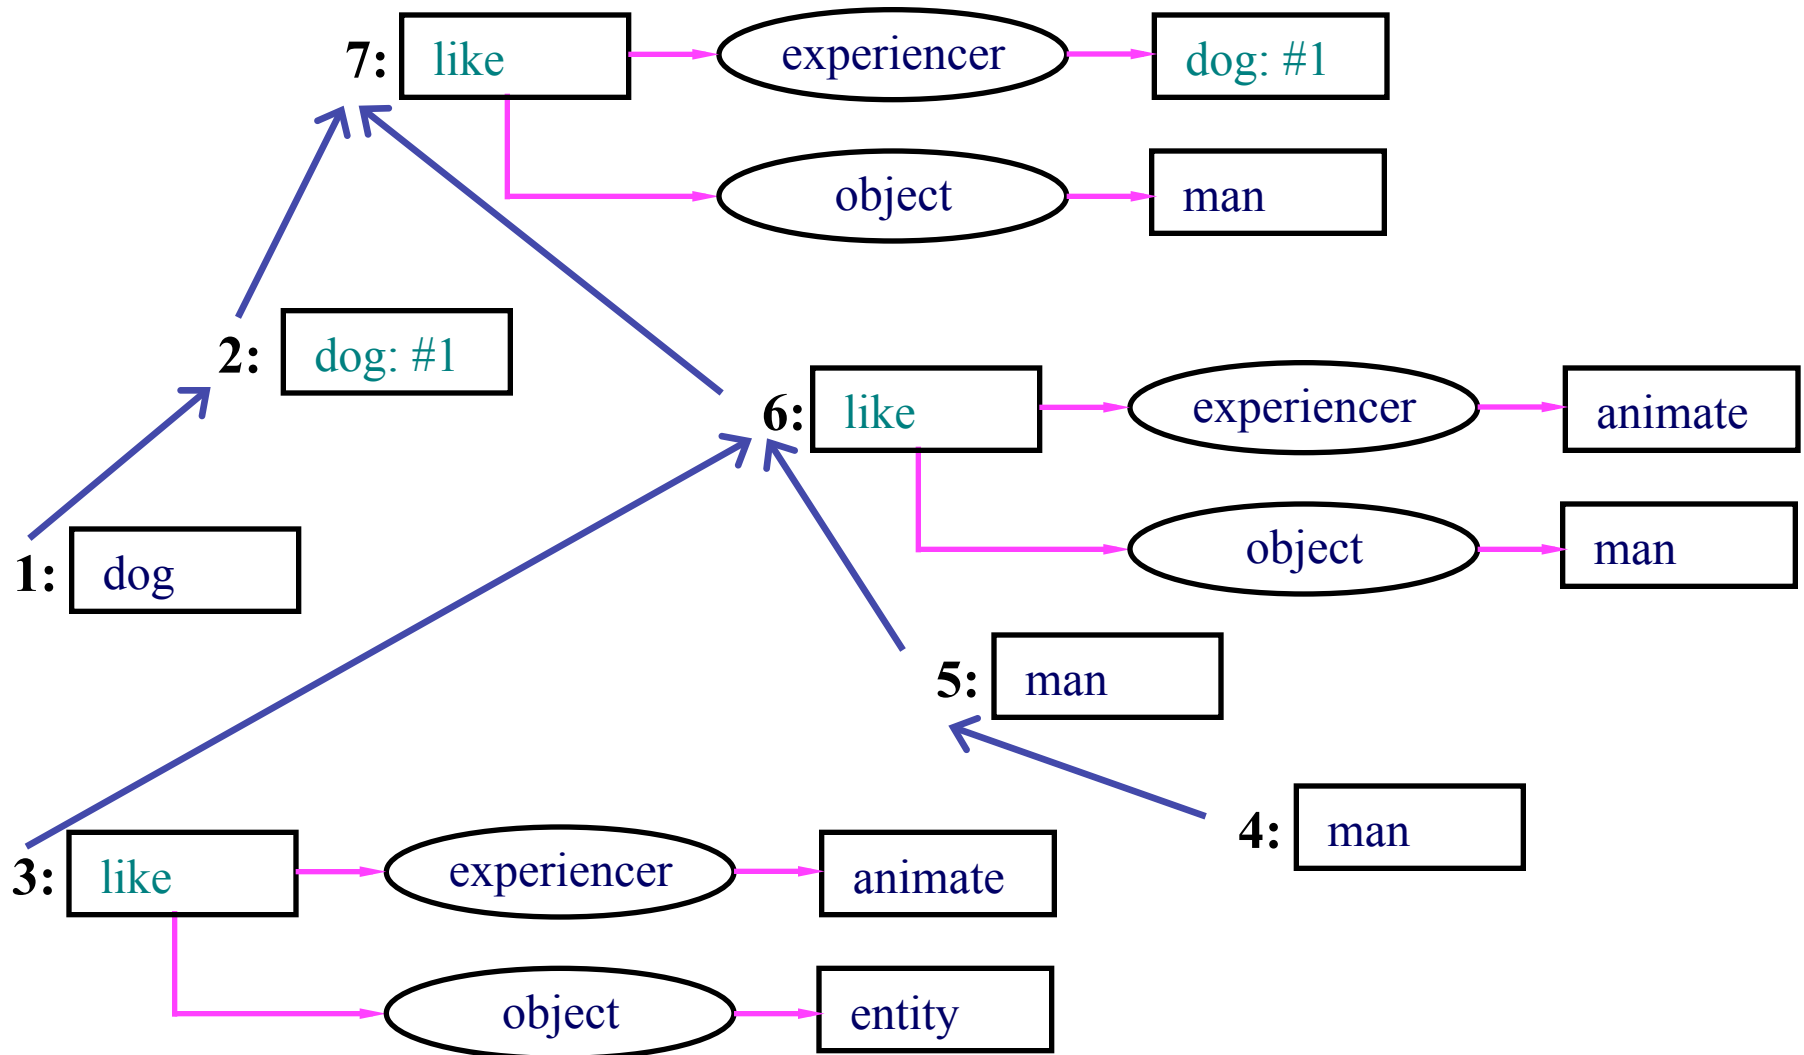 7: like experiencer dog: #1
object man
2: dog: #1
6: like experiencer animate
object man
1: dog
5: man
4: man
3: like experiencer animate
object entity